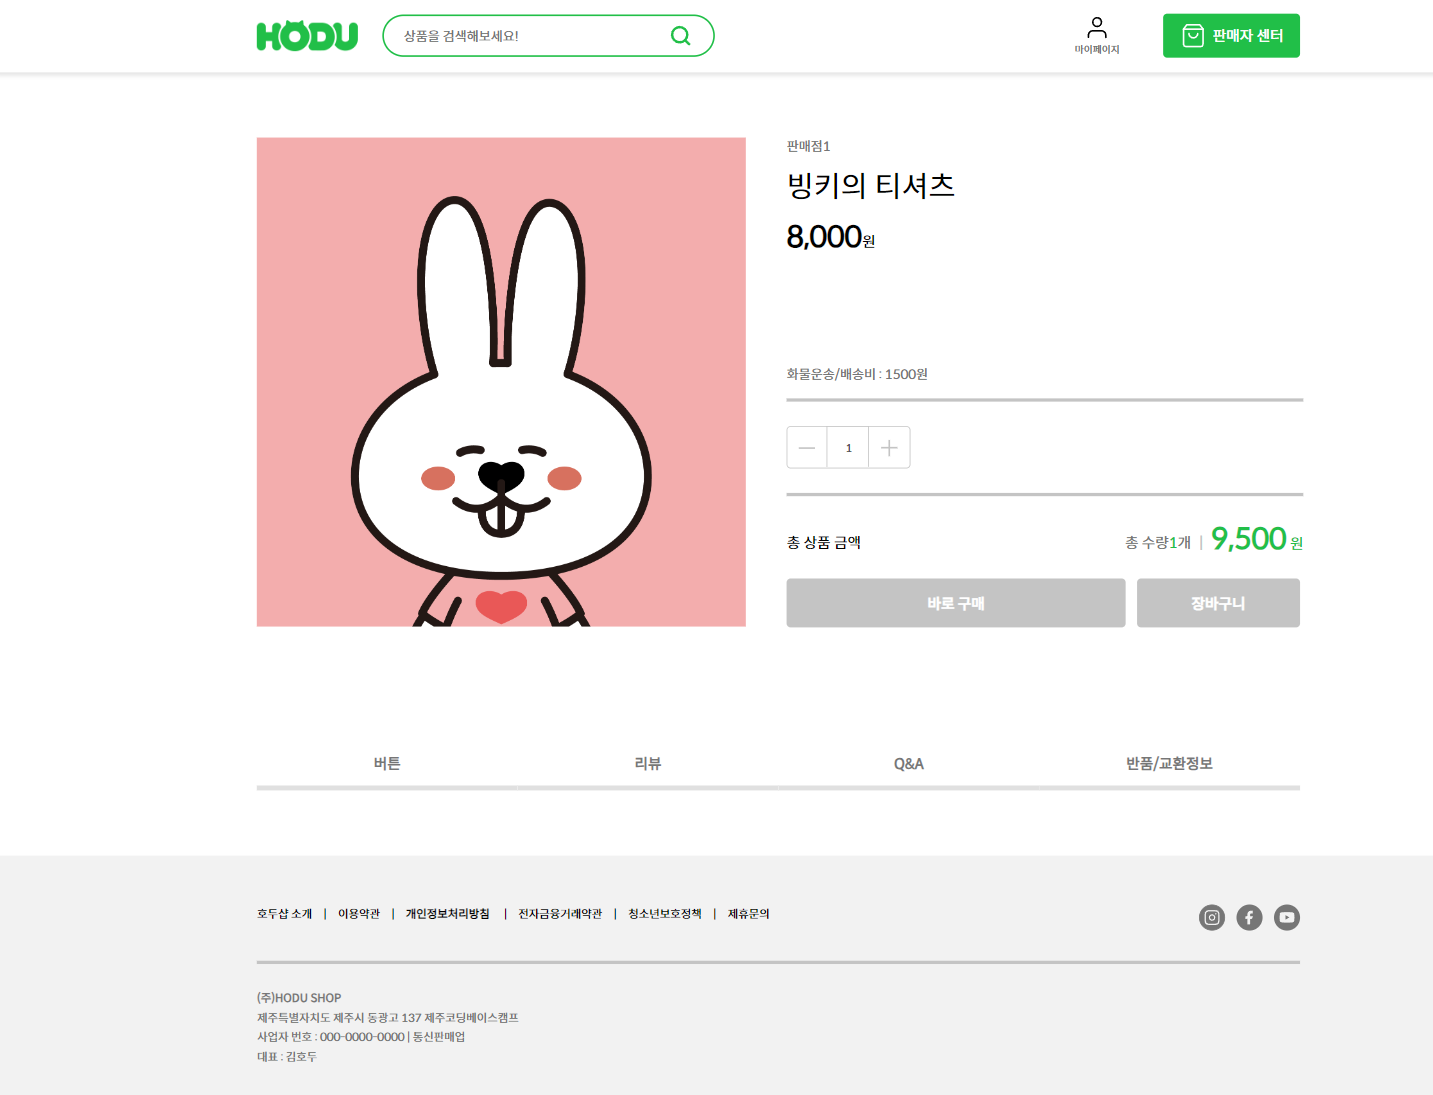 HODU
상품을 검색해보세요!
마이페이지
판매자 센터
판매점1
빙키의 티셔츠
8,000원
화물운송/배송비 : 1500원
1
총 상품 금액
총 수량1개 | 9,500 원
바로 구매
장바구니
버튼
리뷰
Q&A
반품/교환정보
호두샵 소개 | 이용약관 | 개인정보처리방침 | 전자금융거래약관 | 청소년보호정책 | 제휴문의
(주)HODU SHOP
제주특별자치도 제주시 동광고 137 제주코딩베이스캠프
사업자 번호 : 000-0000-0000 | 통신판매업
대표 : 김호두